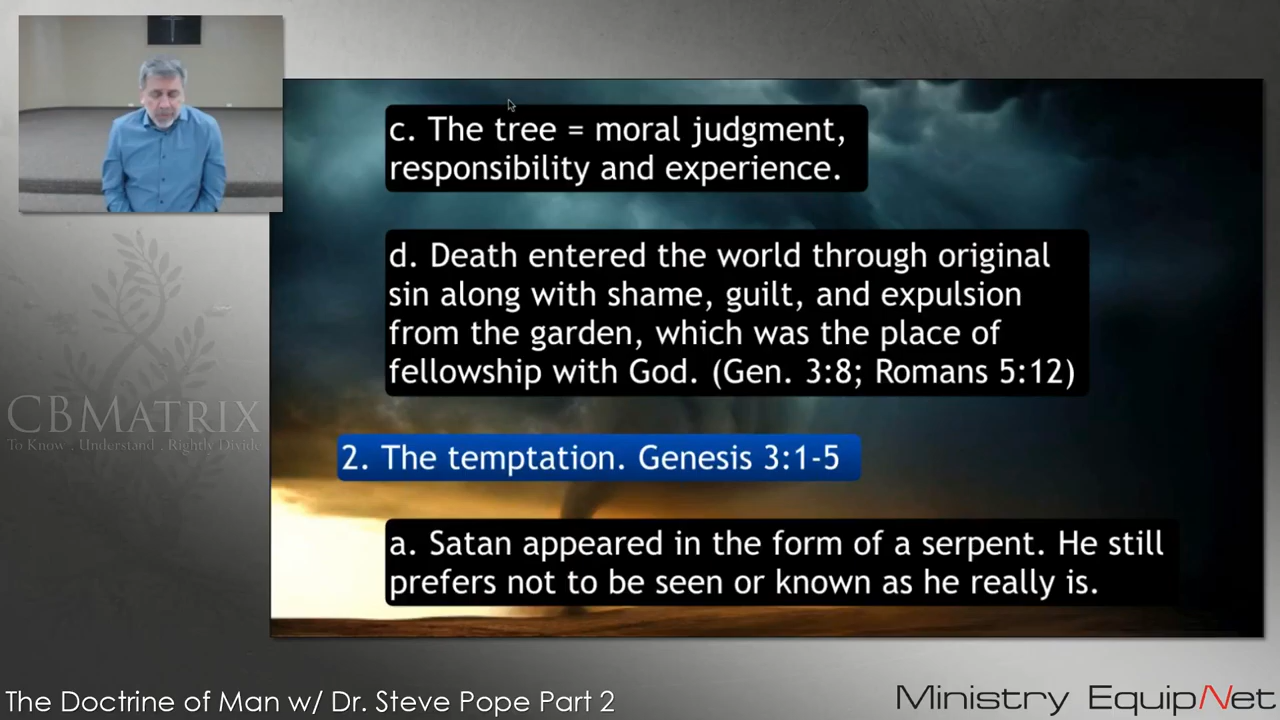 c. The tree = moral judgment,
responsibility and experience.
d. Death entered the world through original
sin along with shame, guilt, and expulsion
from the garden, which was the place of
fellowship with God. (Gen. 3:8; Romans 5:12)
2. The temptation. Genesis 3:1-5
a. Satan appeared in the form of a serpent. He still
prefers not to be seen or known as he really is.
CBMATRIX
To Know . Understand . Rightly Divide
The Doctrine of Man w/ Dr. Steve Pope Part 2
Ministry EquipNet